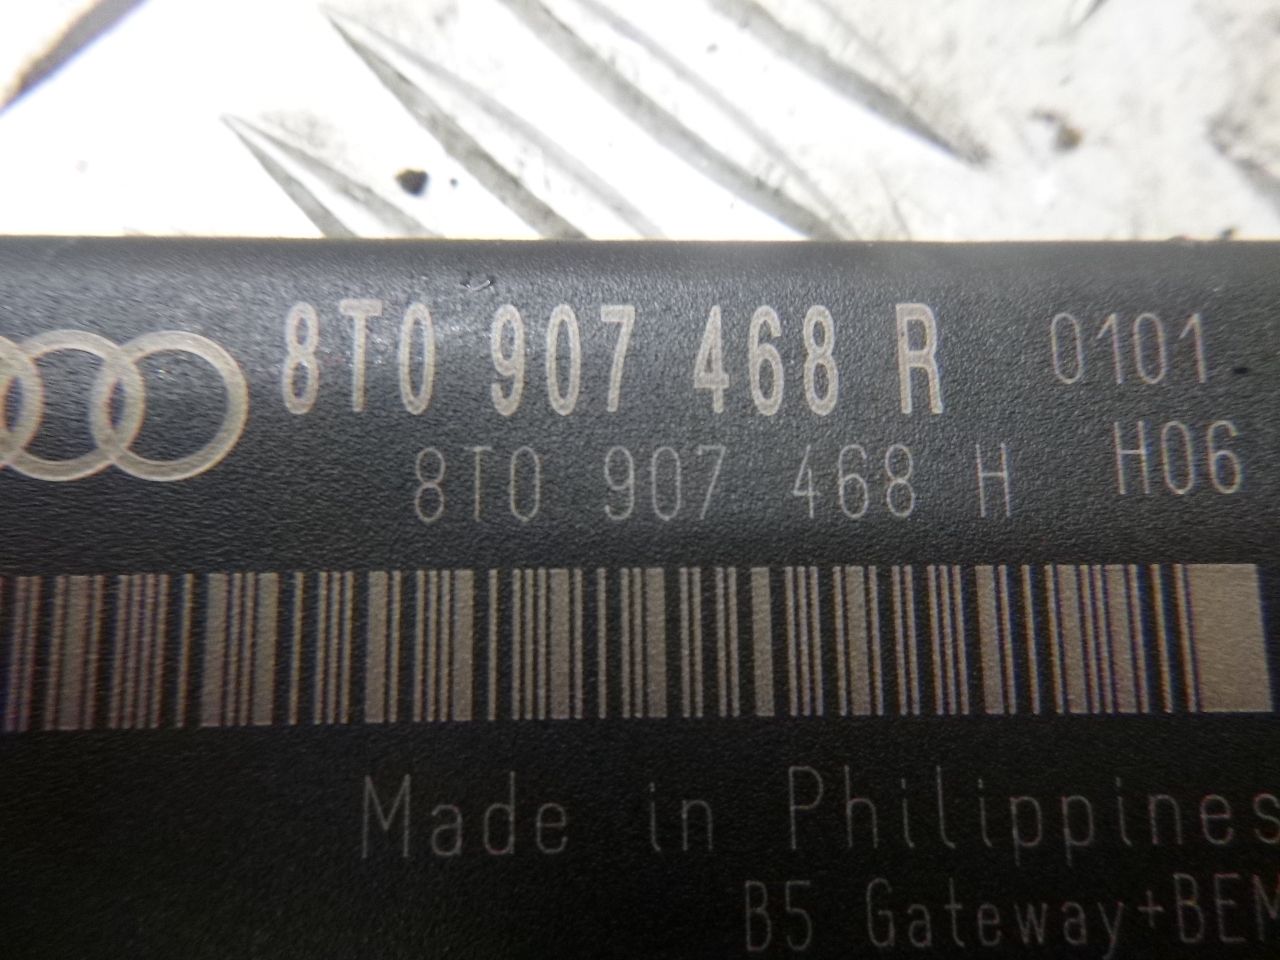 8T0 907 468 R 0101
8T0 907 468 H H06
Made in Philippines
B5 Gateway+BEM